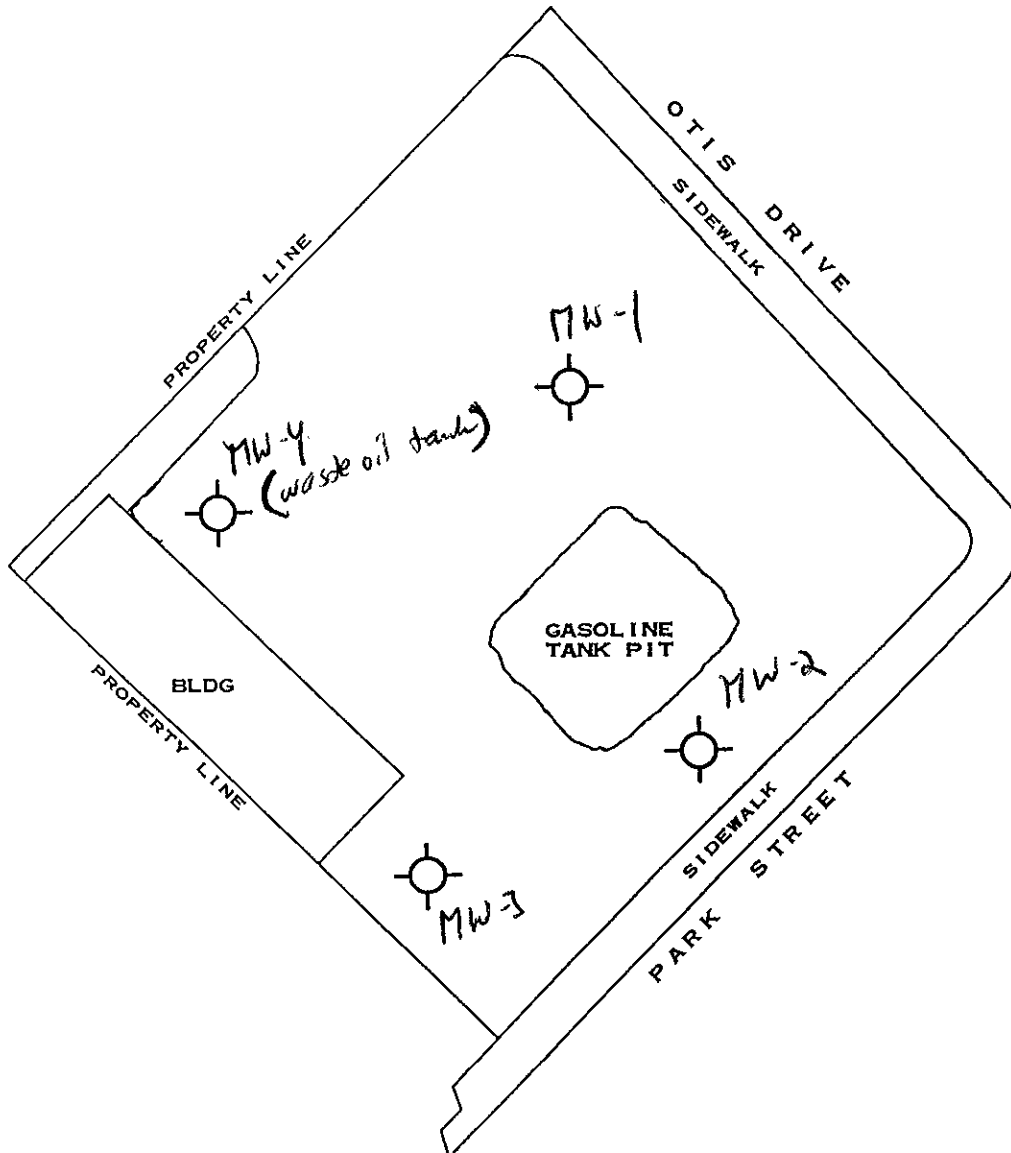 OTIS DRIVE
SIDEWALK
PROPERTY LINE
MW-1
MW-4
(waste oil tank)
GASOLINE
TANK PIT
MW-2
BLDG
PROPERTY LINE
SIDEWALK
PARK STREET
MW-3